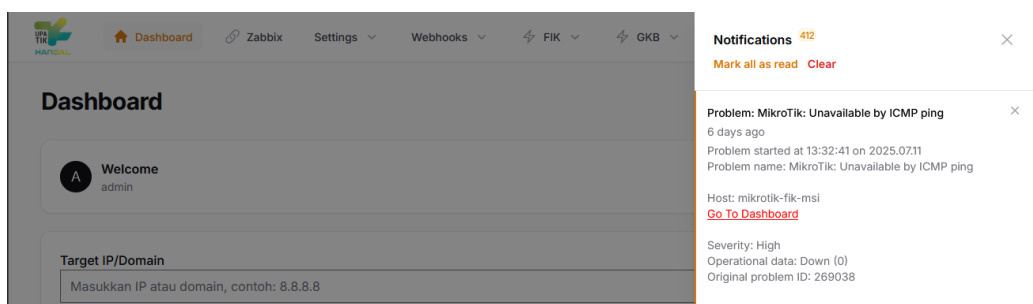 UPA
TIK
HANDAL
Dashboard
Zabbix
Settings
Webhooks
FIK
GKB
Dashboard
A
Welcome
admin
Target IP/Domain
Masukkan IP atau domain, contoh: 8.8.8.8
Notifications 412
Mark all as read Clear
Problem: MikroTik: Unavailable by ICMP ping
6 days ago
Problem started at 13:32:41 on 2025.07.11
Problem name: MikroTik: Unavailable by ICMP ping
Host: mikrotik-fik-msi
Go To Dashboard
Severity: High
Operational data: Down (0)
Original problem ID: 269038